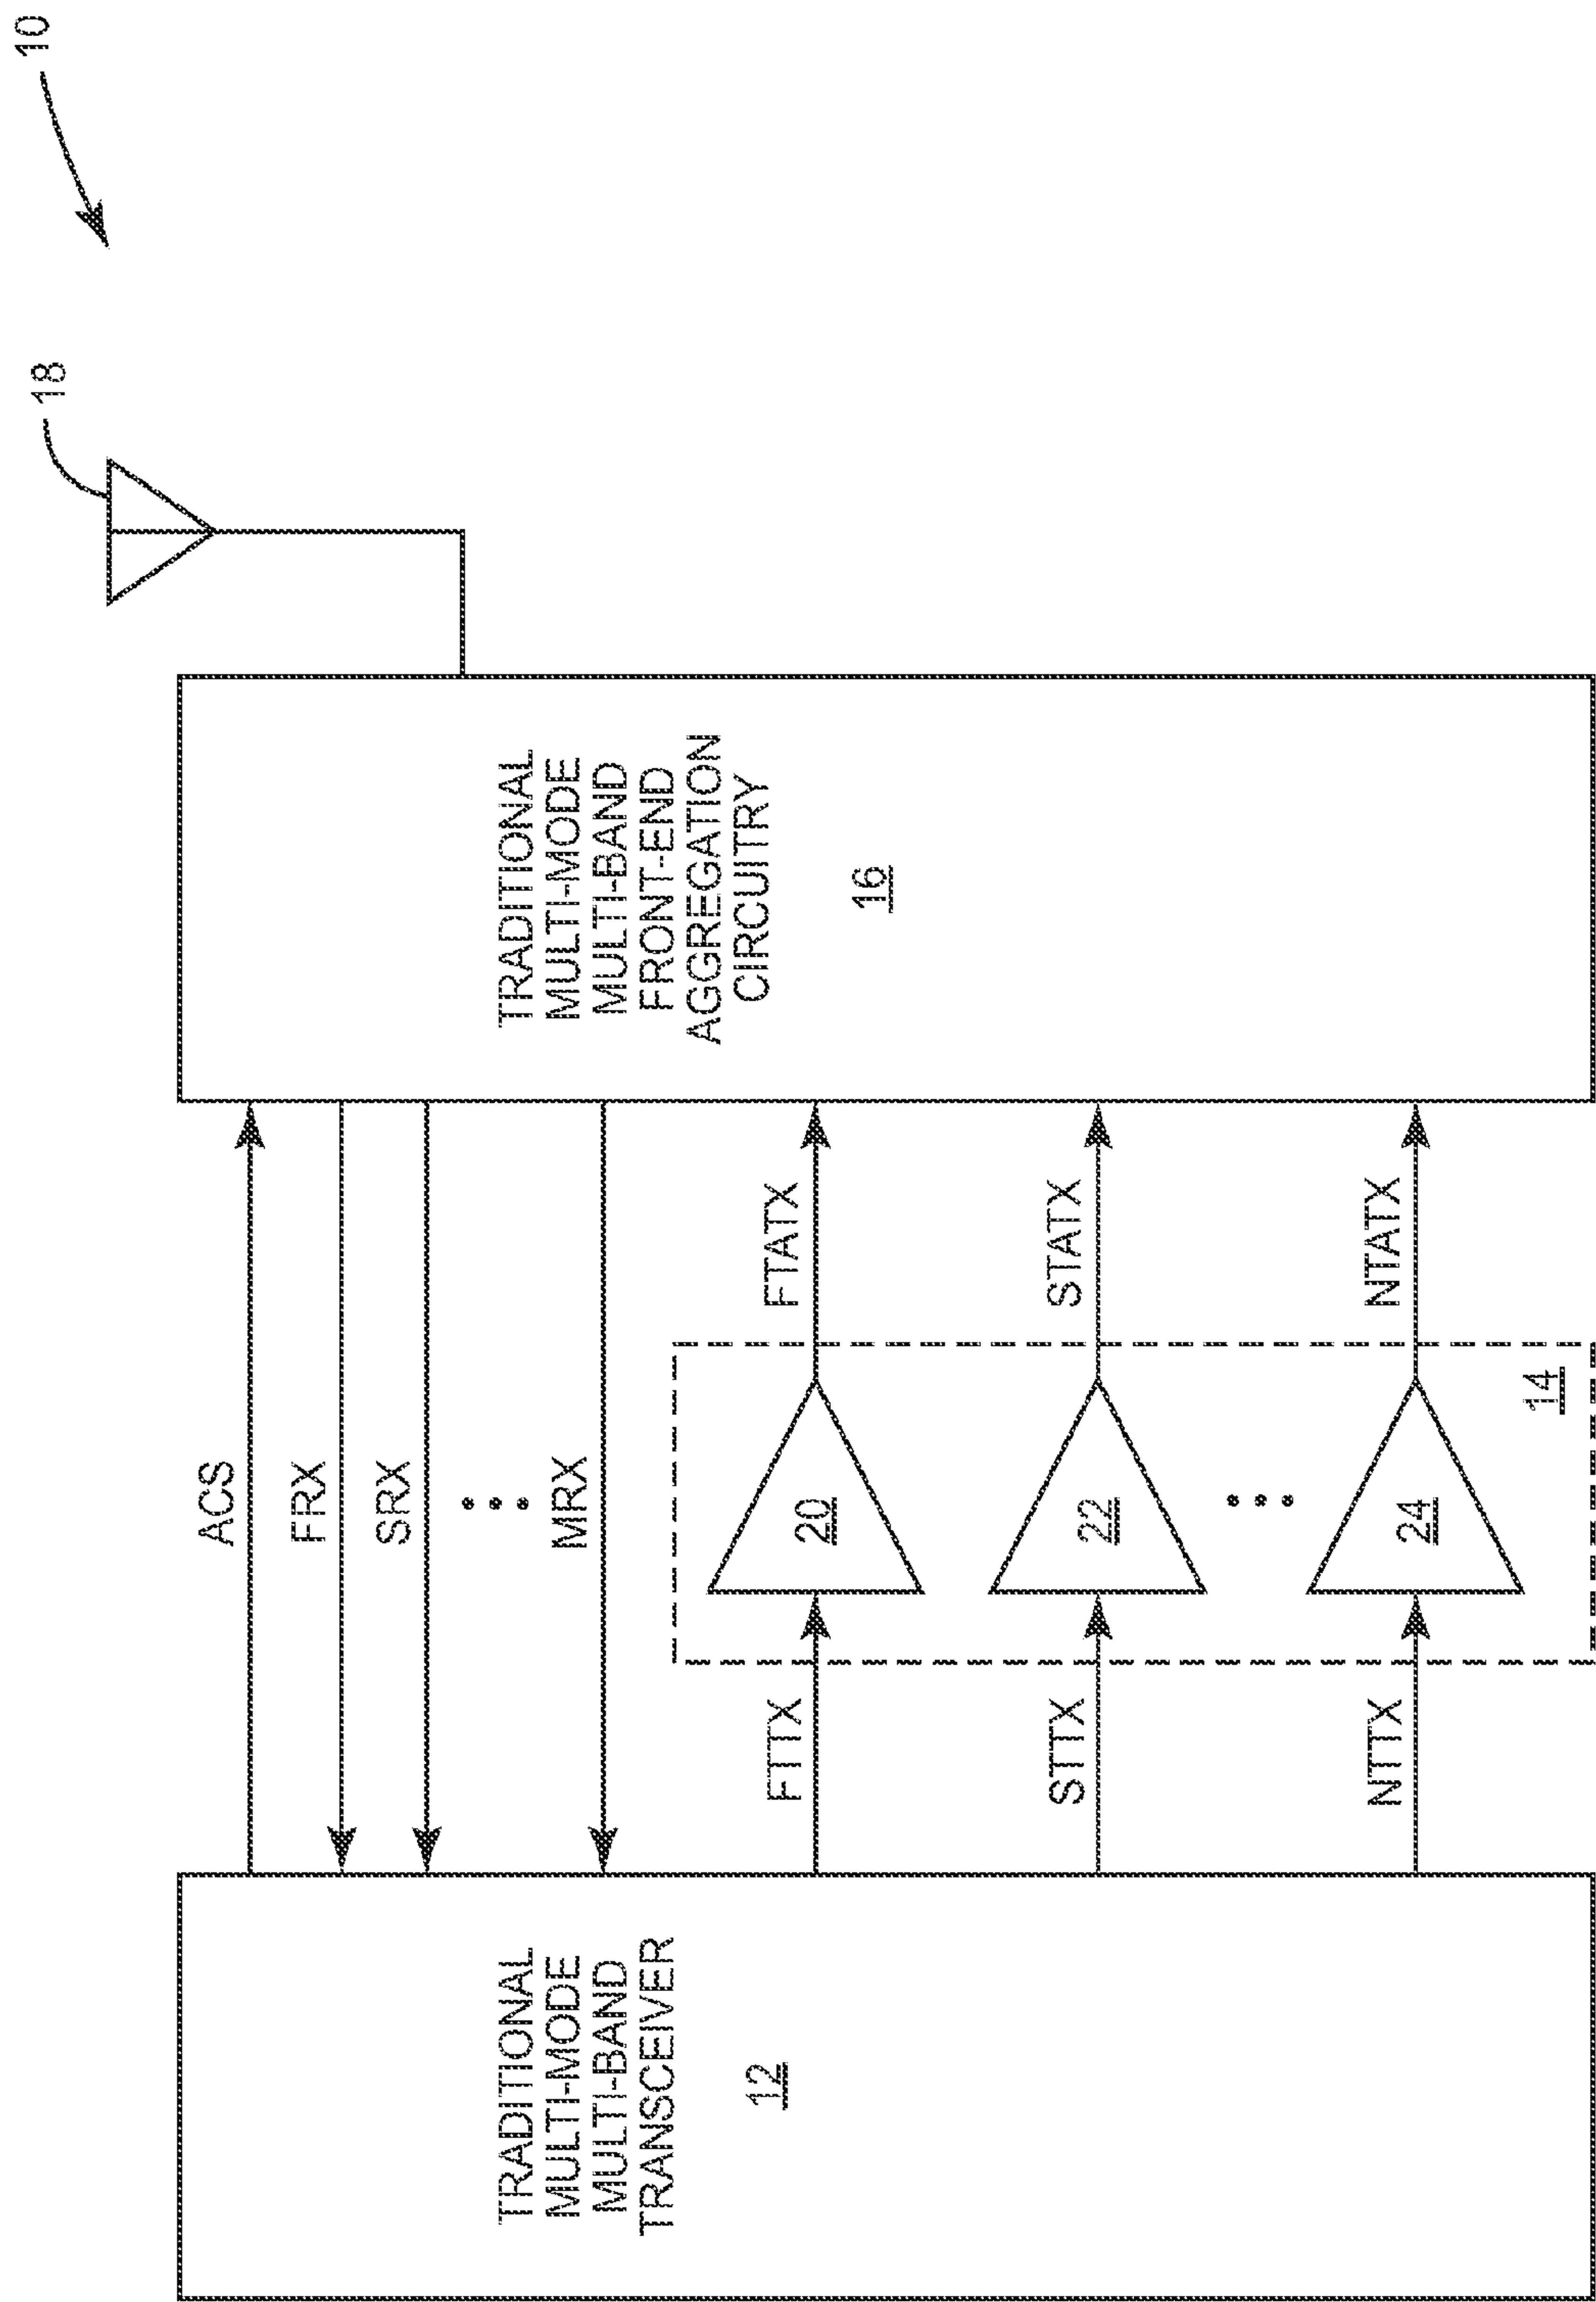 10
18
ACS
FRX
SRX
MRX
TRADITIONAL
MULTI-MODE
MULTI-BAND
TRANSCEIVER
12
TRADITIONAL
MULTI-MODE
MULTI-BAND
FRONT-END
AGGREGATION
CIRCUITRY
16
FTTX
20
FTATX
STTX
22
STATX
NTTX
24
NTATX
14